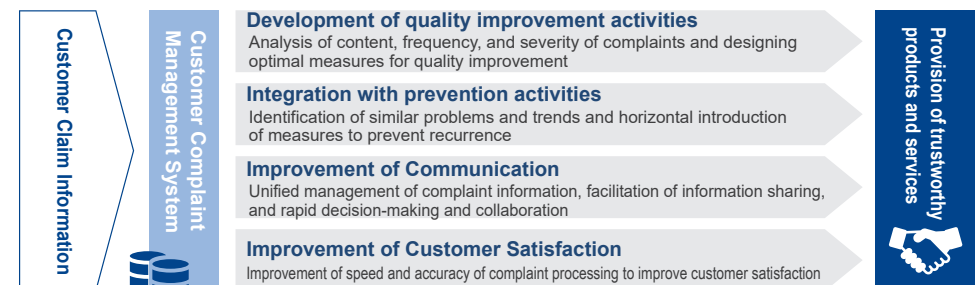 Customer Claim Information
Customer Complaint
Management System
Development of quality improvement activities
Analysis of content, frequency, and severity of complaints and designing
optimal measures for quality improvement
Integration with prevention activities
Identification of similar problems and trends and horizontal introduction
of measures to prevent recurrence
Improvement of Communication
Unified management of complaint information, facilitation of information sharing,
and rapid decision-making and collaboration
Improvement of Customer Satisfaction
Improvement of speed and accuracy of complaint processing to improve customer satisfaction
Provision of trustworthy
products and services